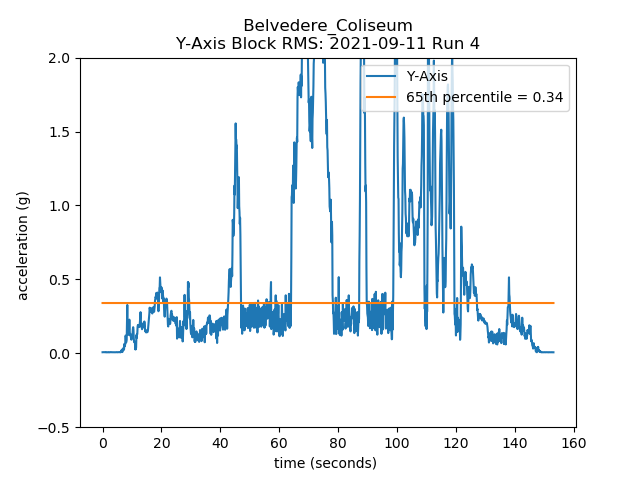 Belvedere_Coliseum
Y-Axis Block RMS: 2021-09-11 Run 4
Y-Axis
65th percentile = 0.34
2.0
1.5
1.0
0.5
0.0
−0.5
acceleration (g)
0 20 40 60 80 100 120 140 160
time (seconds)